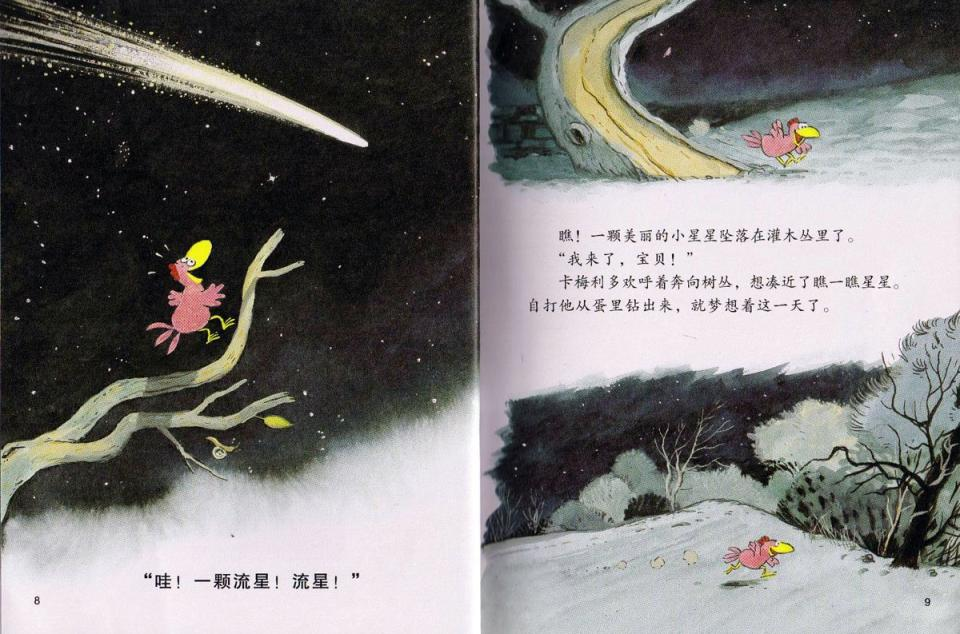 “哇！一颗流星！流星！”
8
瞧！一颗美丽的小星星坠落在灌木丛里了。
“我来了，宝贝！”
卡梅利多欢呼着奔向树丛，想凑近了瞧一瞧星星。
自打他从蛋里钻出来，就梦想着这一天了。
9